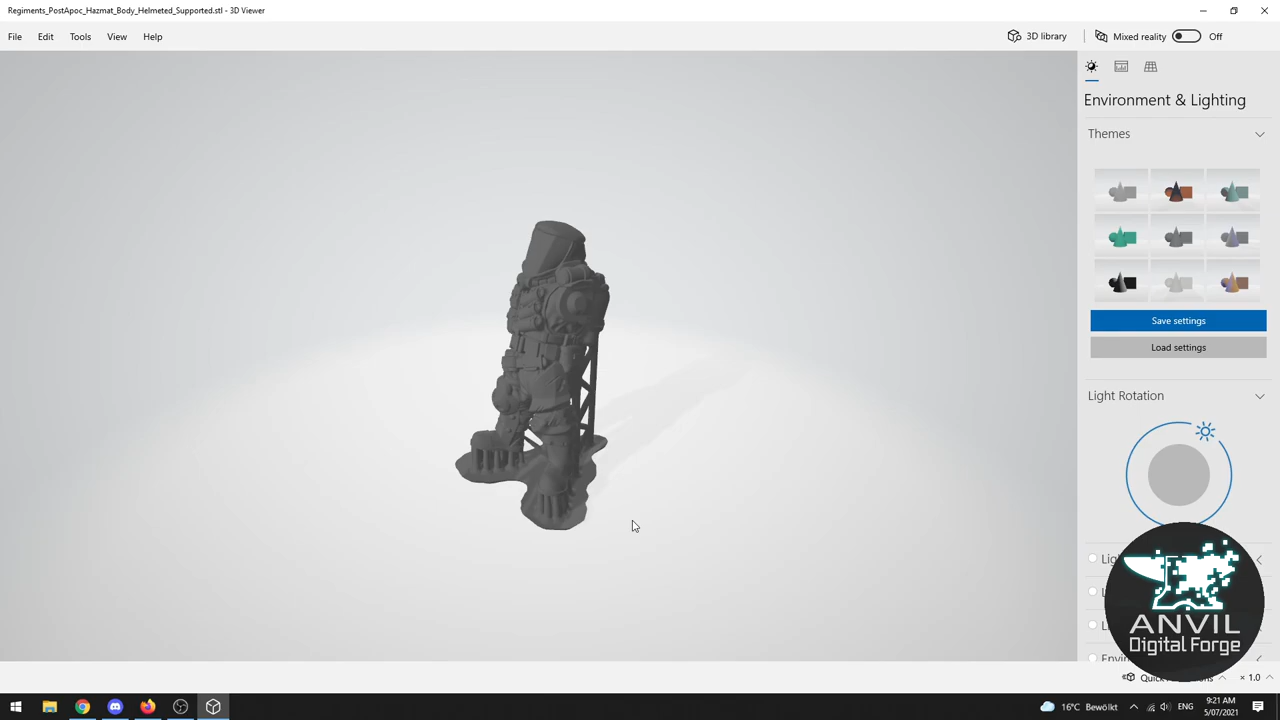 Regiments_PostApoc_Hazmat_Body_Helmeted_Supported.stl - 3D Viewer
File Edit Tools View Help
3D library
Mixed reality Off
Environment & Lighting
Themes
Save settings
Load settings
Light Rotation
ANVIL
Digital Forge
× 1.0
16°C Bewölkt
ENG
9:21 AM
5/07/2021